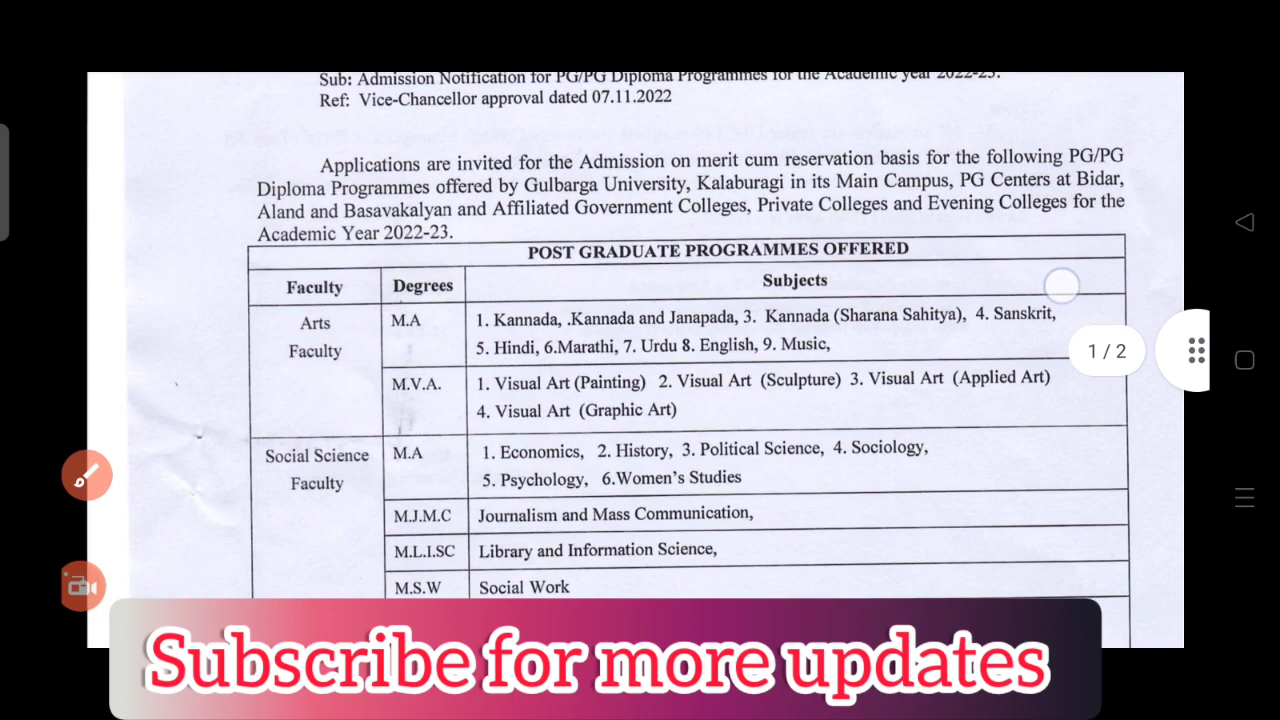 Sub: Admission Notification for PG/PG Diploma Programmes for the Academic year 2022-23.
Ref: Vice-Chancellor approval dated 07.11.2022
Applications are invited for the Admission on merit cum reservation basis for the following PG/PG
Diploma Programmes offered by Gulbarga University, Kalaburagi in its Main Campus, PG Centers at Bidar,
Aland and Basavakalyan and Affiliated Government Colleges, Private Colleges and Evening Colleges for the
Academic Year 2022-23.
POST GRADUATE PROGRAMMES OFFERED
Faculty Degrees Subjects
Arts M.A 1. Kannada, .Kannada and Janapada, 3. Kannada (Sharana Sahitya), 4. Sanskrit,
Faculty 5. Hindi, 6.Marathi, 7. Urdu 8. English, 9. Music,
1 / 2
M.V.A. 1. Visual Art (Painting) 2. Visual Art (Sculpture) 3. Visual Art (Applied Art)
4. Visual Art (Graphic Art)
Social Science M.A 1. Economics, 2. History, 3. Political Science, 4. Sociology,
Faculty 5. Psychology, 6.Women's Studies
M.J.M.C Journalism and Mass Communication,
M.L.I.SC Library and Information Science,
M.S.W Social Work
Subscribe for more updates